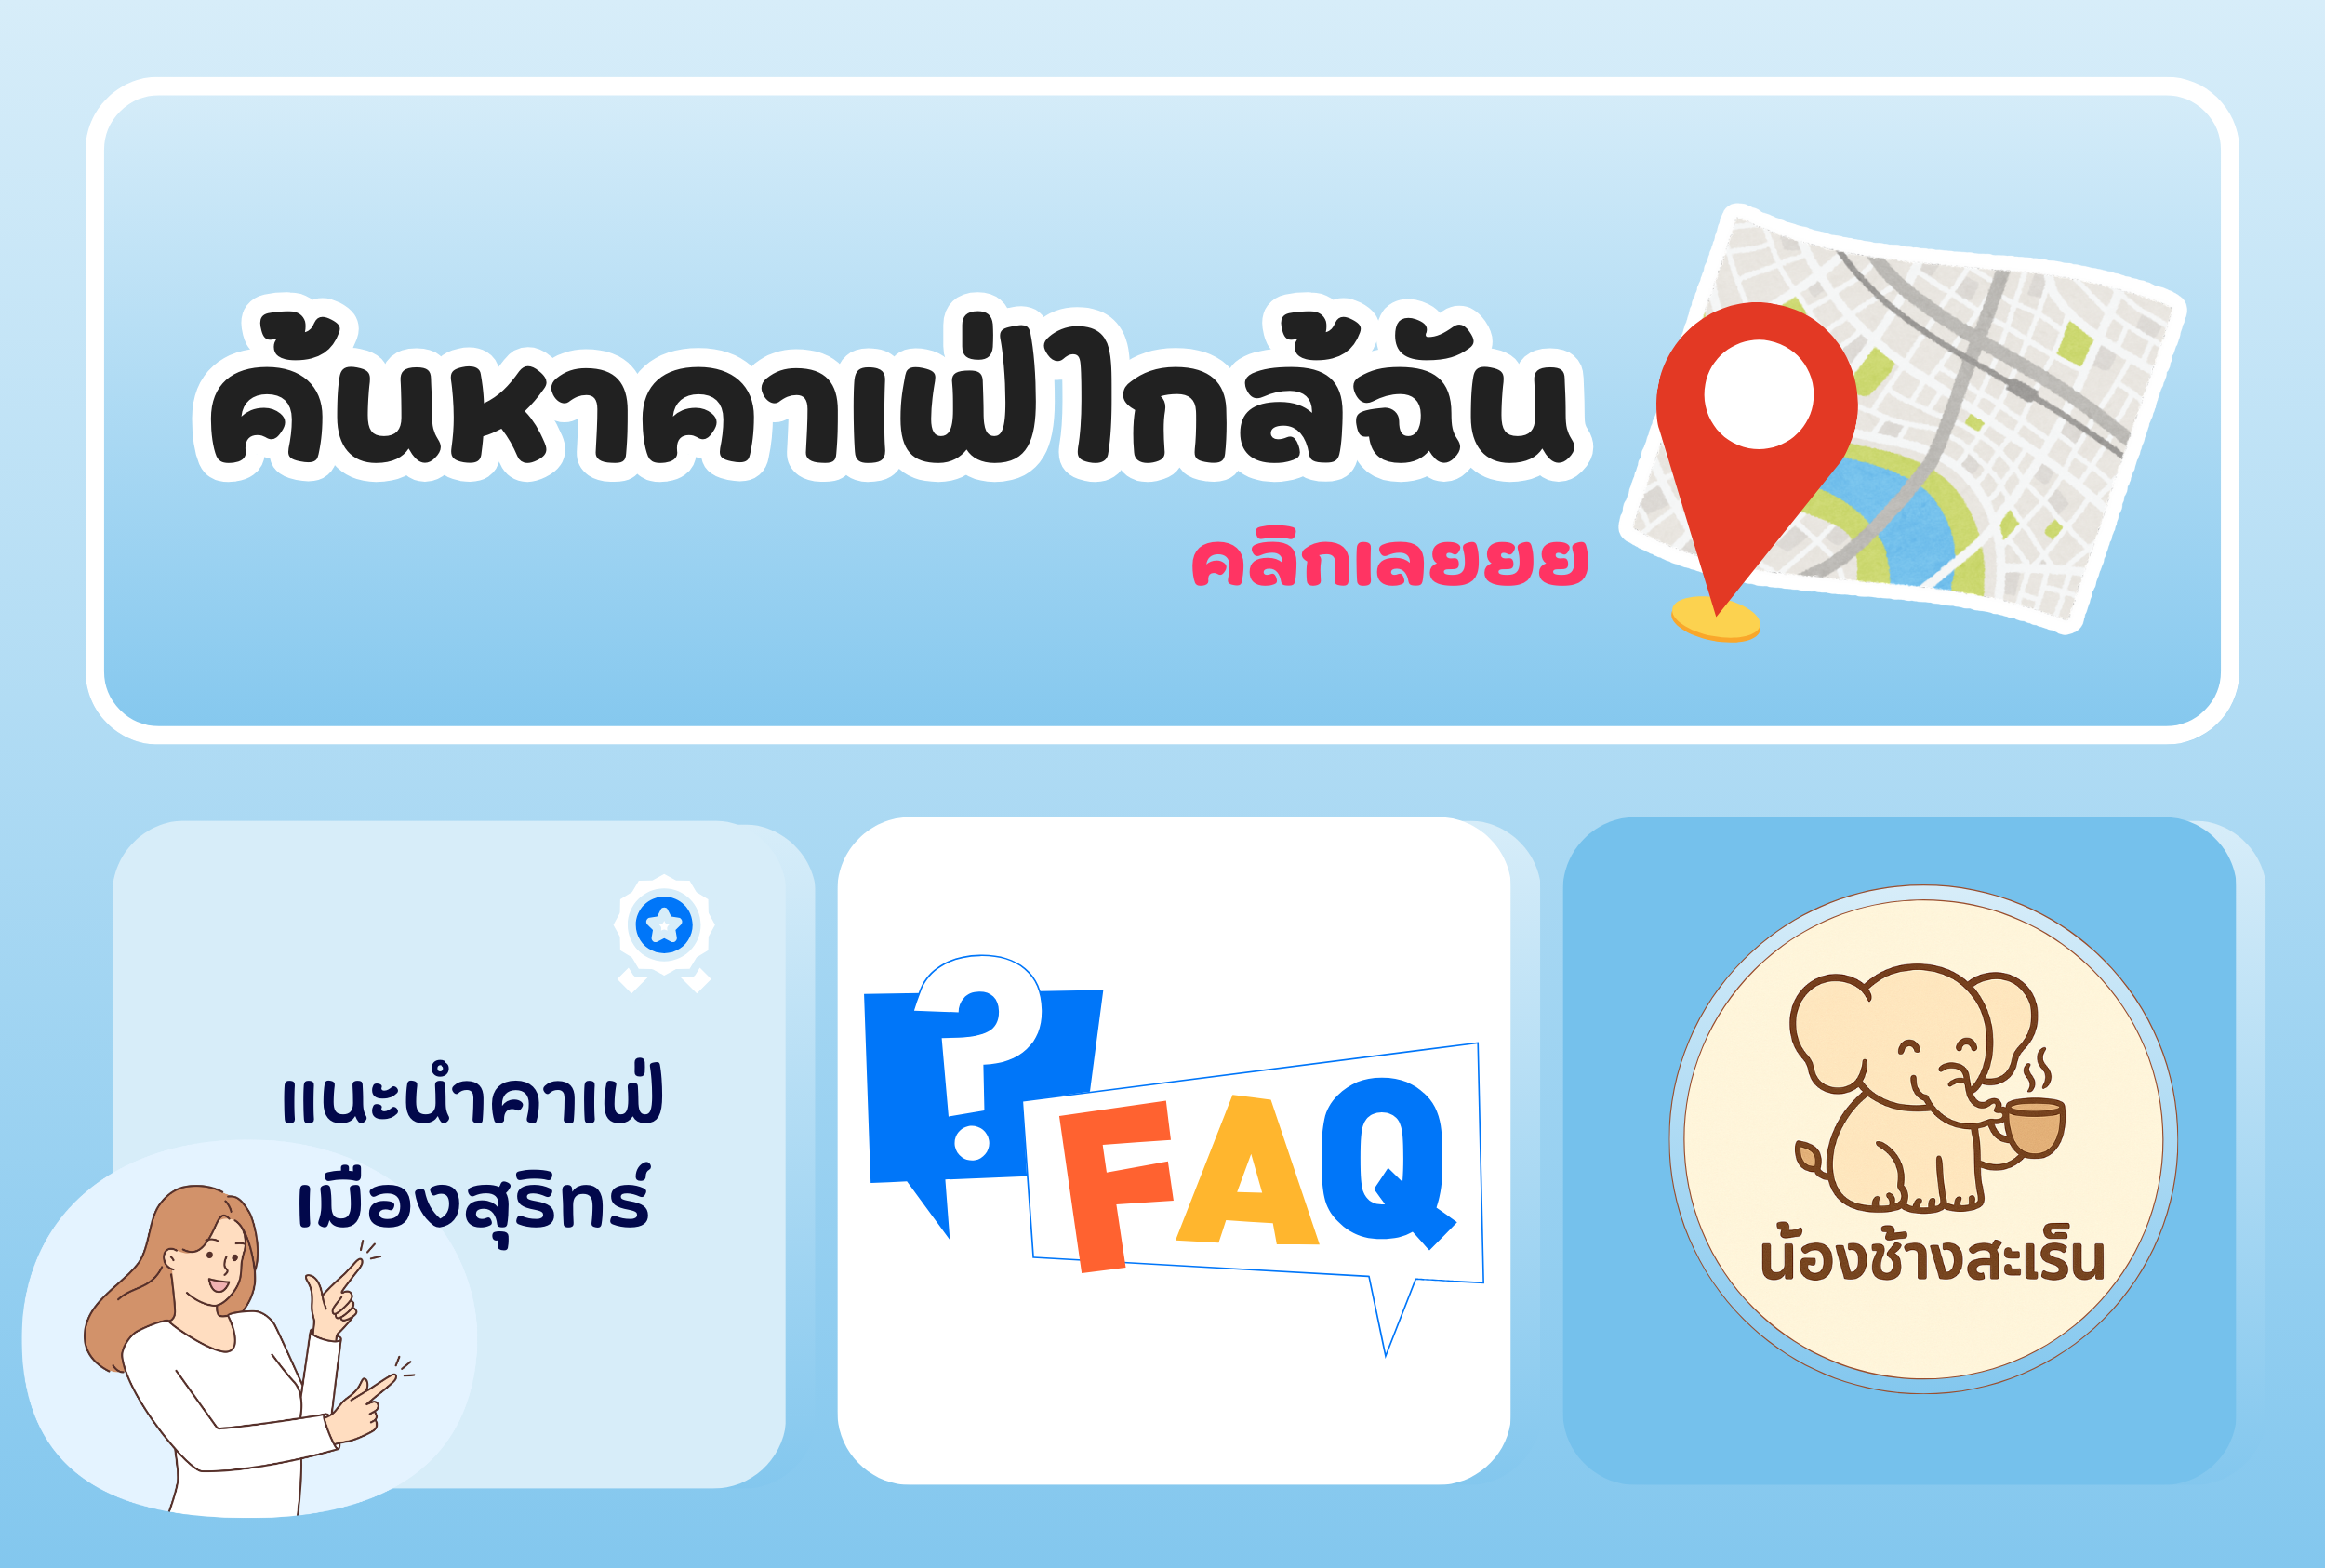 ค้นหาคาเฟ่ใกล้ฉัน
คลิกเลยยย
แนะนำคาเฟ่
เมืองสุรินทร์
? FAQ
น้องช้างสะเร็น